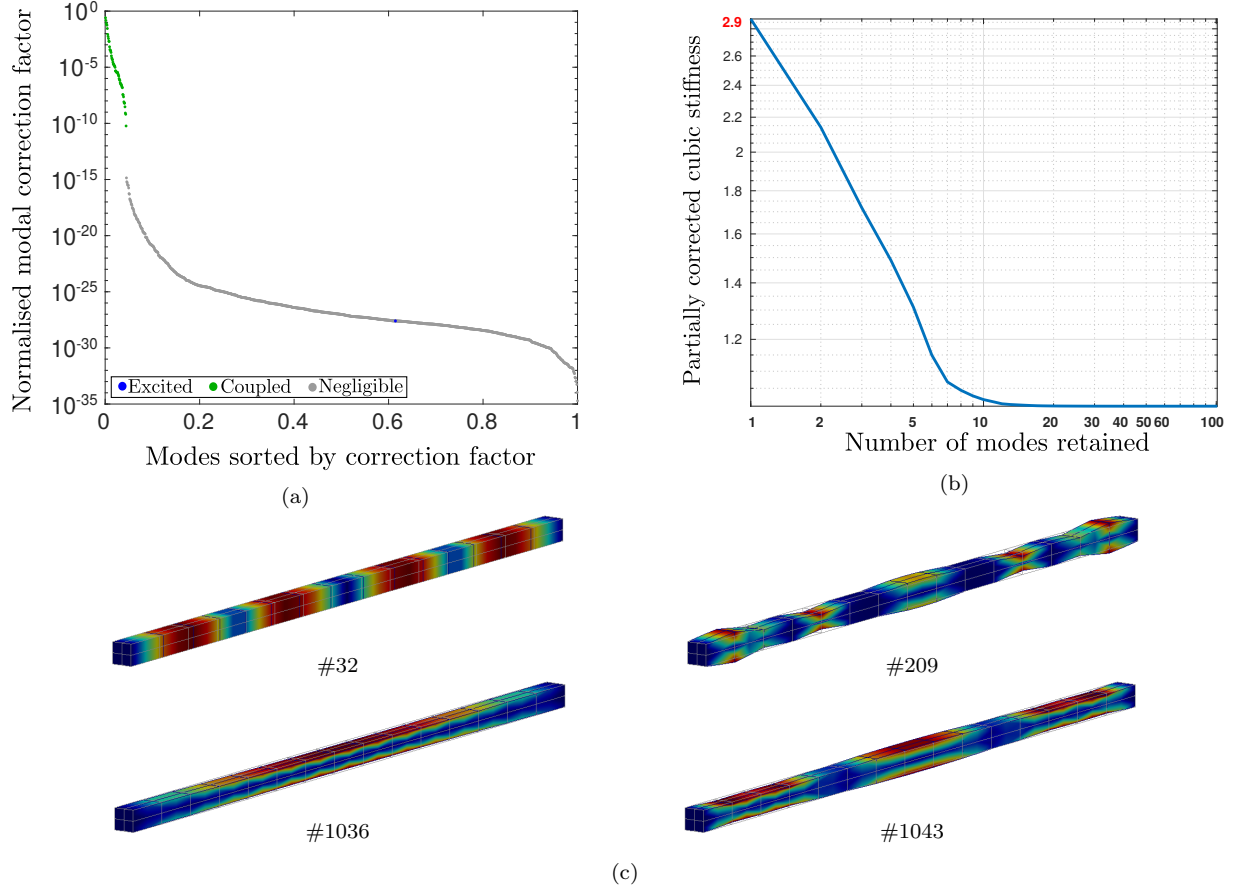 10^0
10^-5
10^-10
10^-15
10^-20
10^-25
10^-30
10^-35
Normalised modal correction factor
Excited Coupled Negligible
0 0.2 0.4 0.6 0.8 1
Modes sorted by correction factor
(a)
2.9
2.6
2.4
2.2
2
1.8
1.6
1.4
1.2
Partially corrected cubic stiffness
1 2 5 10 20 30 40 50 60 100
Number of modes retained
(b)
#32
#209
#1036
#1043
(c)